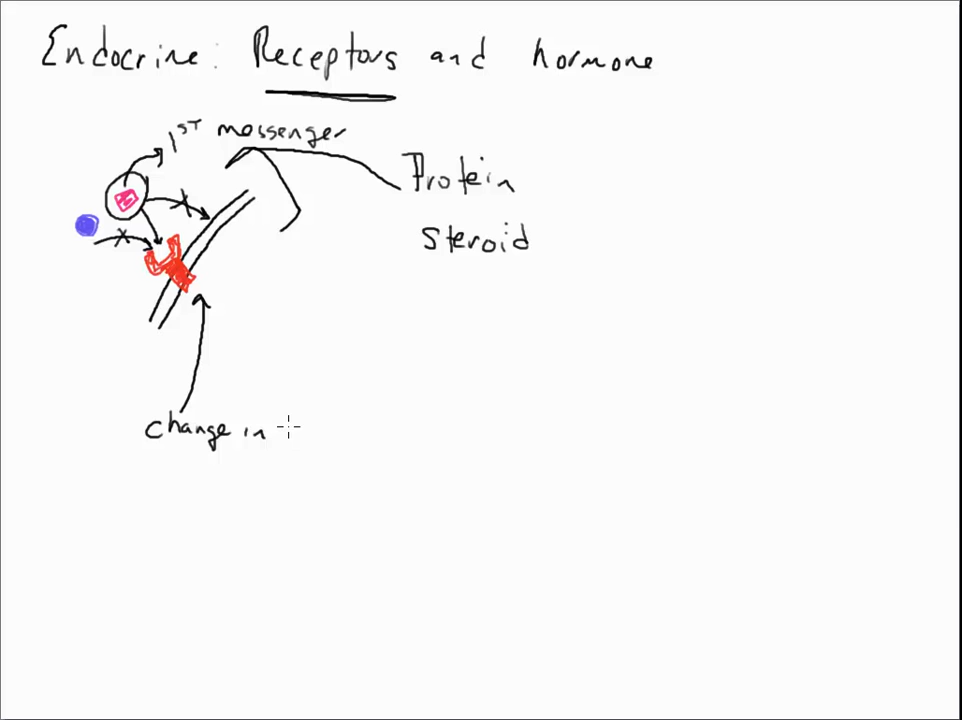 Endocrine: Receptors and hormone
1ST messenger
Protein
steroid
change in